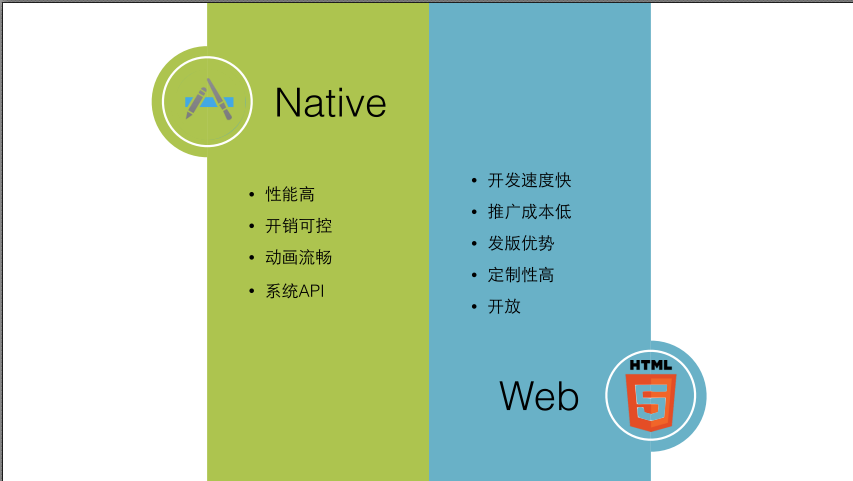 Native
• 性能高
• 开销可控
• 动画流畅
• 系统API
• 开发速度快
• 推广成本低
• 发版优势
• 定制性高
• 开放
Web
HTML
5